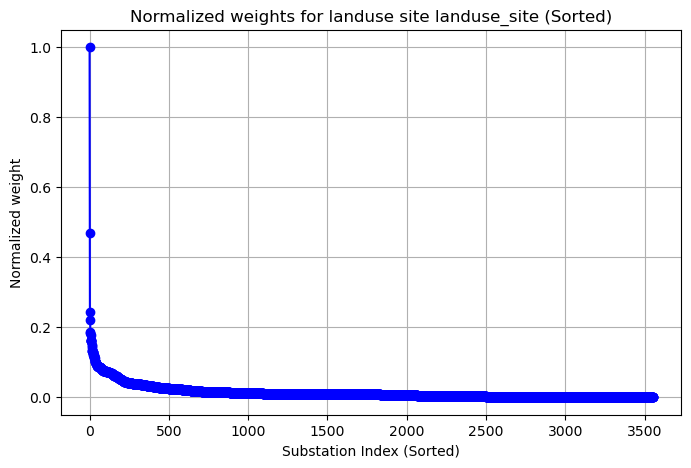 Normalized weights for landuse site landuse_site (Sorted)
1.0
0.8
0.6
0.4
0.2
0.0
Normalized weight
0 500 1000 1500 2000 2500 3000 3500
Substation Index (Sorted)